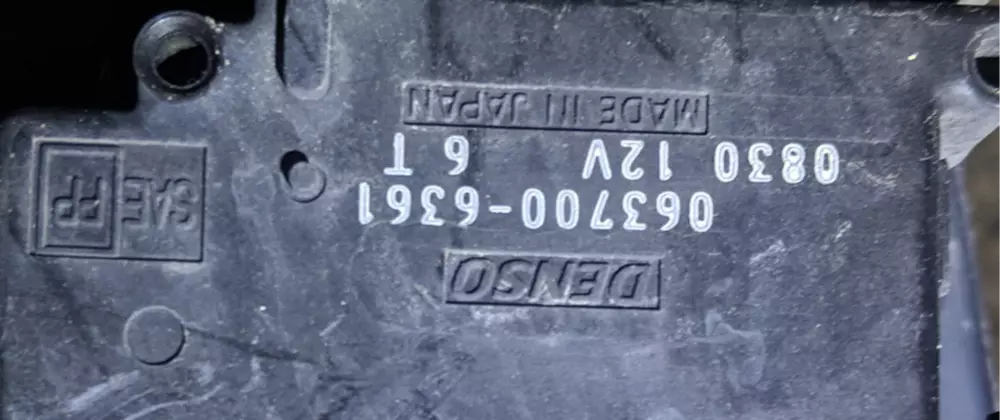 DENSO
063700-6361
0830 12V 6 T
MADE IN JAPAN
SAE PP